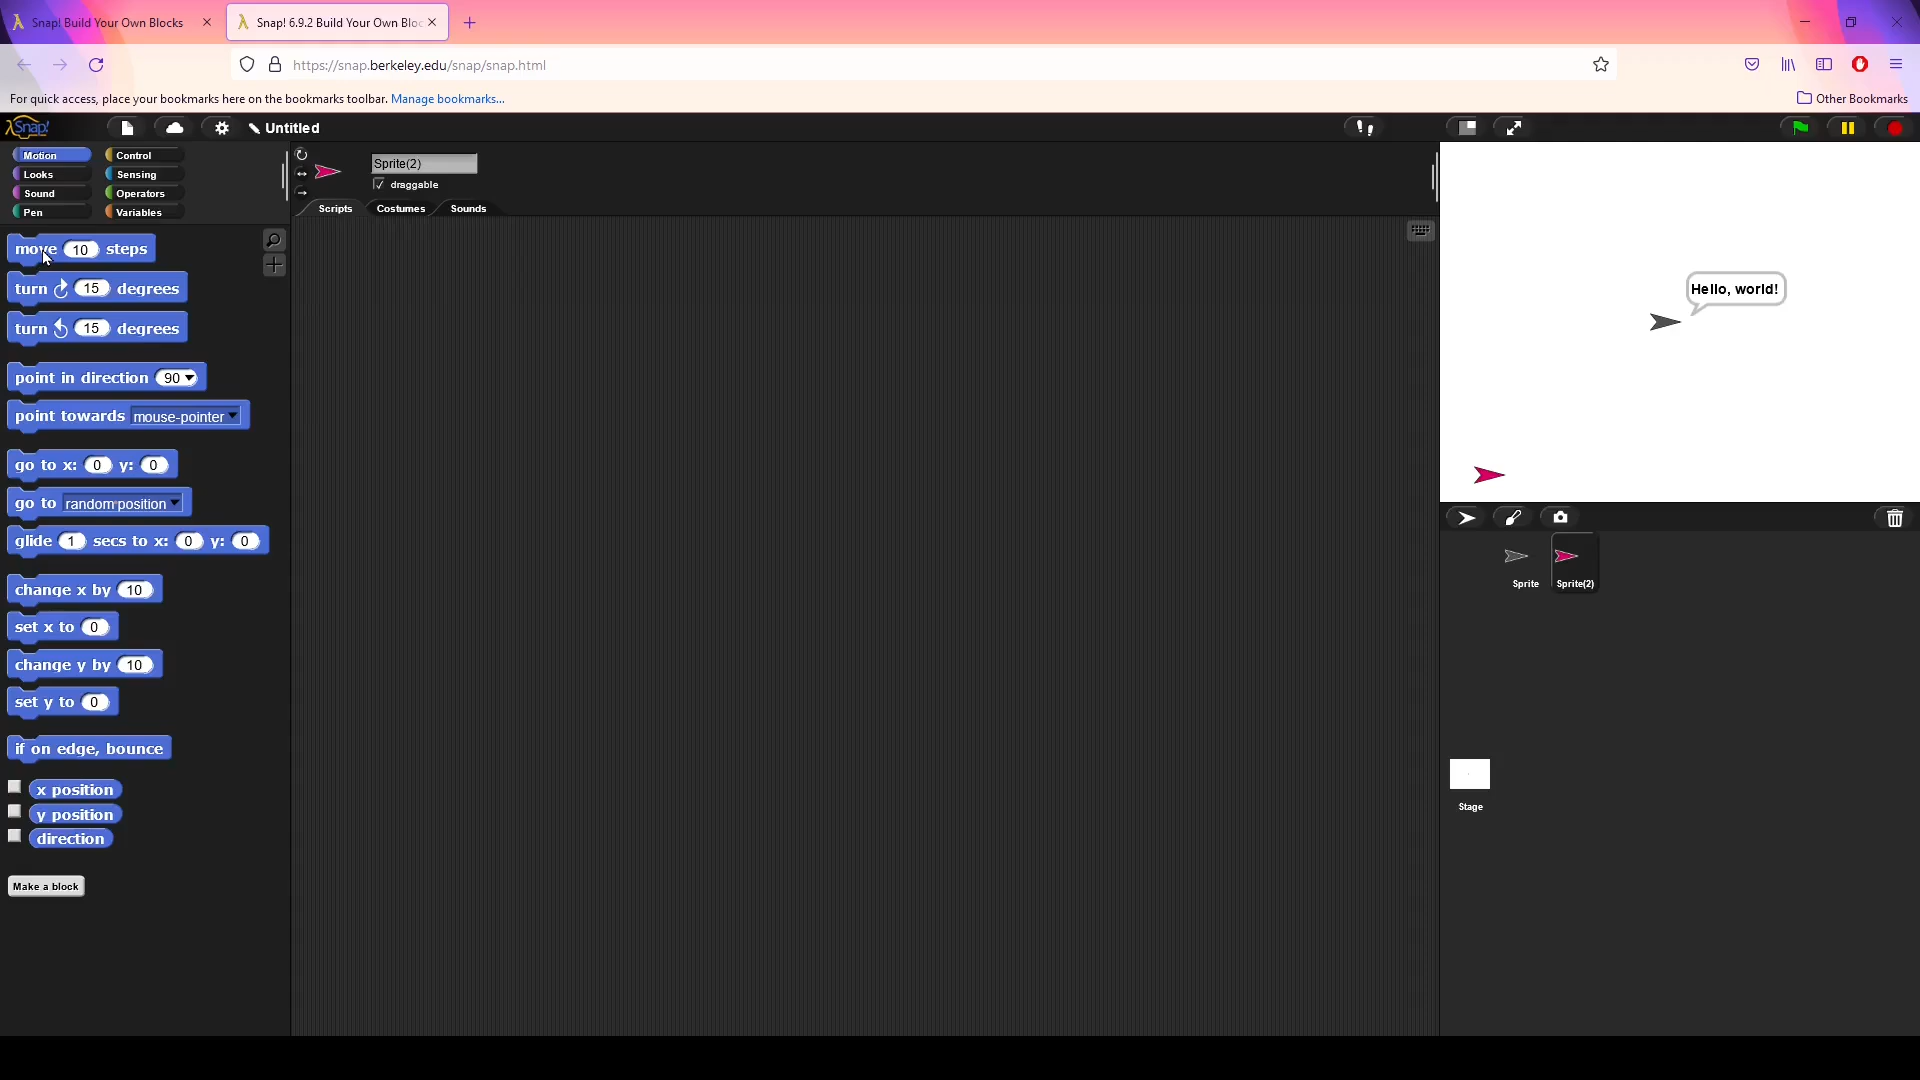 Snap! Build Your Own Blocks
Snap! 6.9.2 Build Your Own Bloc
https://snap.berkeley.edu/snap/snap.html
For quick access, place your bookmarks here on the bookmarks toolbar. Manage bookmarks...
Other Bookmarks
Snap!
Untitled
Motion
Control
Looks
Sensing
Sound
Operators
Pen
Variables
Sprite(2)
draggable
Scripts
Costumes
Sounds
move 10 steps
turn 15 degrees
turn 15 degrees
point in direction 90
point towards mouse-pointer
go to x: 0 y: 0
go to random position
glide 1 secs to x: 0 y: 0
change x by 10
set x to 0
change y by 10
set y to 0
if on edge, bounce
x position
y position
direction
Make a block
Hello, world!
Sprite
Sprite(2)
Stage